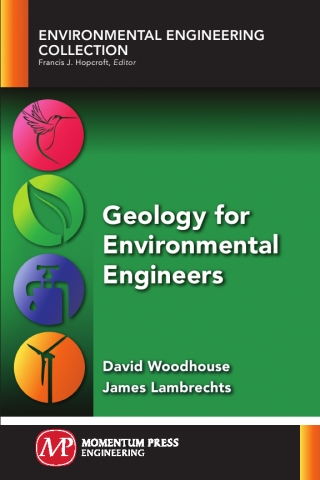 ENVIRONMENTAL ENGINEERING
COLLECTION
Francis J. Hopcroft, Editor
Geology for
Environmental
Engineers
David Woodhouse
James Lambrechts
MP
MOMENTUM PRESS
ENGINEERING